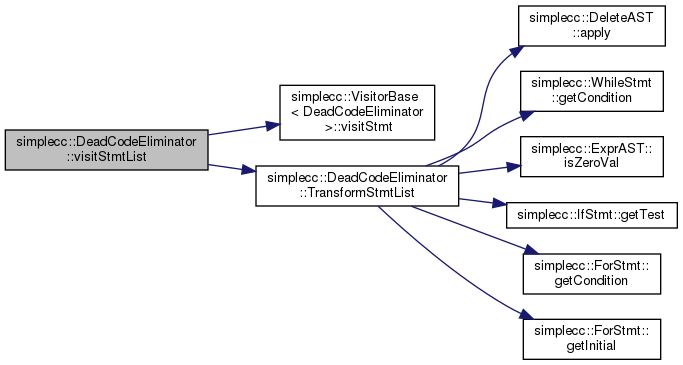 simplecc::DeadCodeEliminator
::visitStmtList
simplecc::VisitorBase
< DeadCodeEliminator
>::visitStmt
simplecc::DeadCodeEliminator
::TransformStmtList
simplecc::DeleteAST
::apply
simplecc::WhileStmt
::getCondition
simplecc::ExprAST::
isZeroVal
simplecc::IfStmt::getTest
simplecc::ForStmt::
getCondition
simplecc::ForStmt::
getInitial